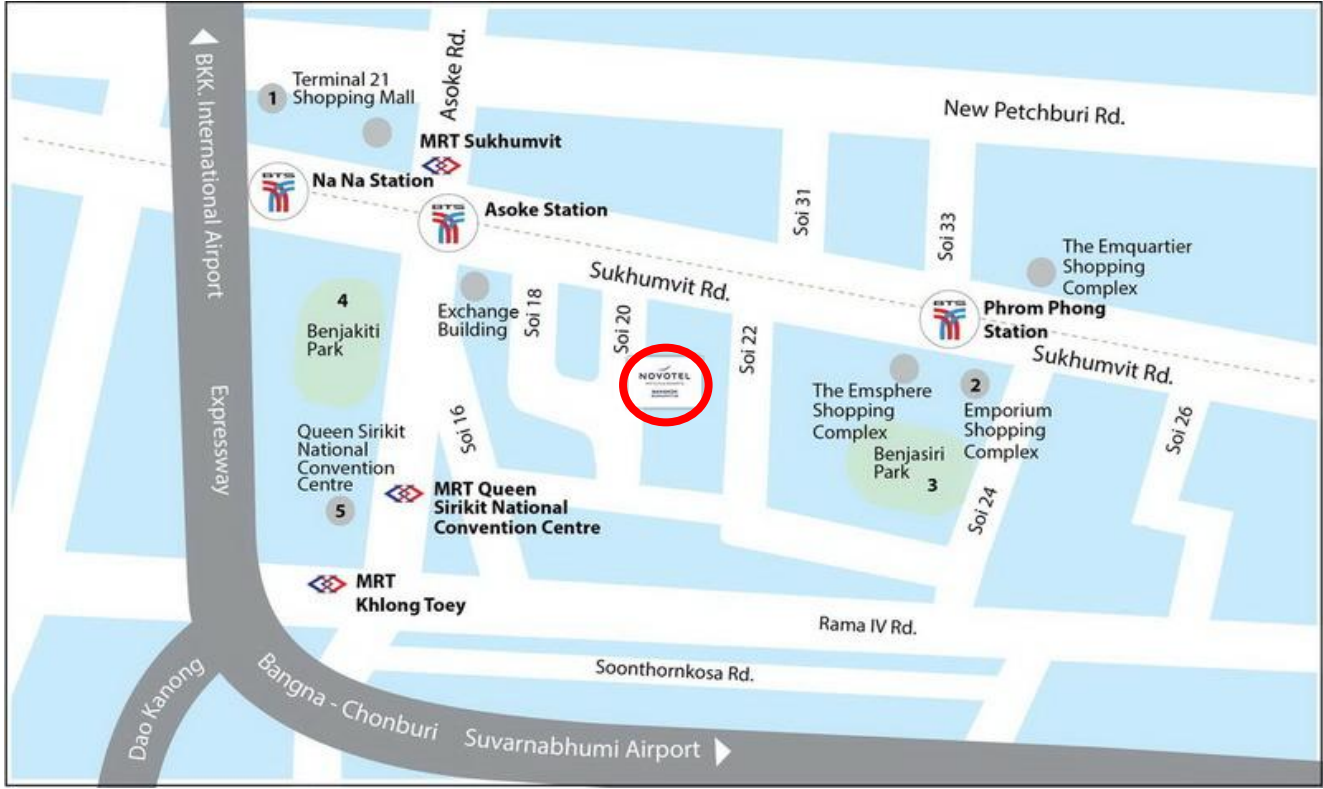 BKK. International Airport
Expressway
1
Terminal 21
Shopping Mall
Asoke Rd.
New Petchburi Rd.
MRT Sukhumvit
BTS
Na Na Station
BTS
Asoke Station
Soi 31
Soi 33
Sukhumvit Rd.
The Emquartier
Shopping
Complex
BTS
Phrom Phong
Station
Sukhumvit Rd.
4
Benjakiti
Park
Exchange
Building
Soi 18
Soi 20
Soi 22
NOVOTEL
The Emsphere
Shopping
Complex
2
Emporium
Shopping
Complex
Benjasiri
Park
3
Soi 24
Soi 26
Soi 16
Queen Sirikit
National
Convention
Centre
5
MRT Queen
Sirikit National
Convention Centre
MRT
Khlong Toey
Rama IV Rd.
Soonthornkosa Rd.
Dao Kanong
Bangna - Chonburi
Suvarnabhumi Airport